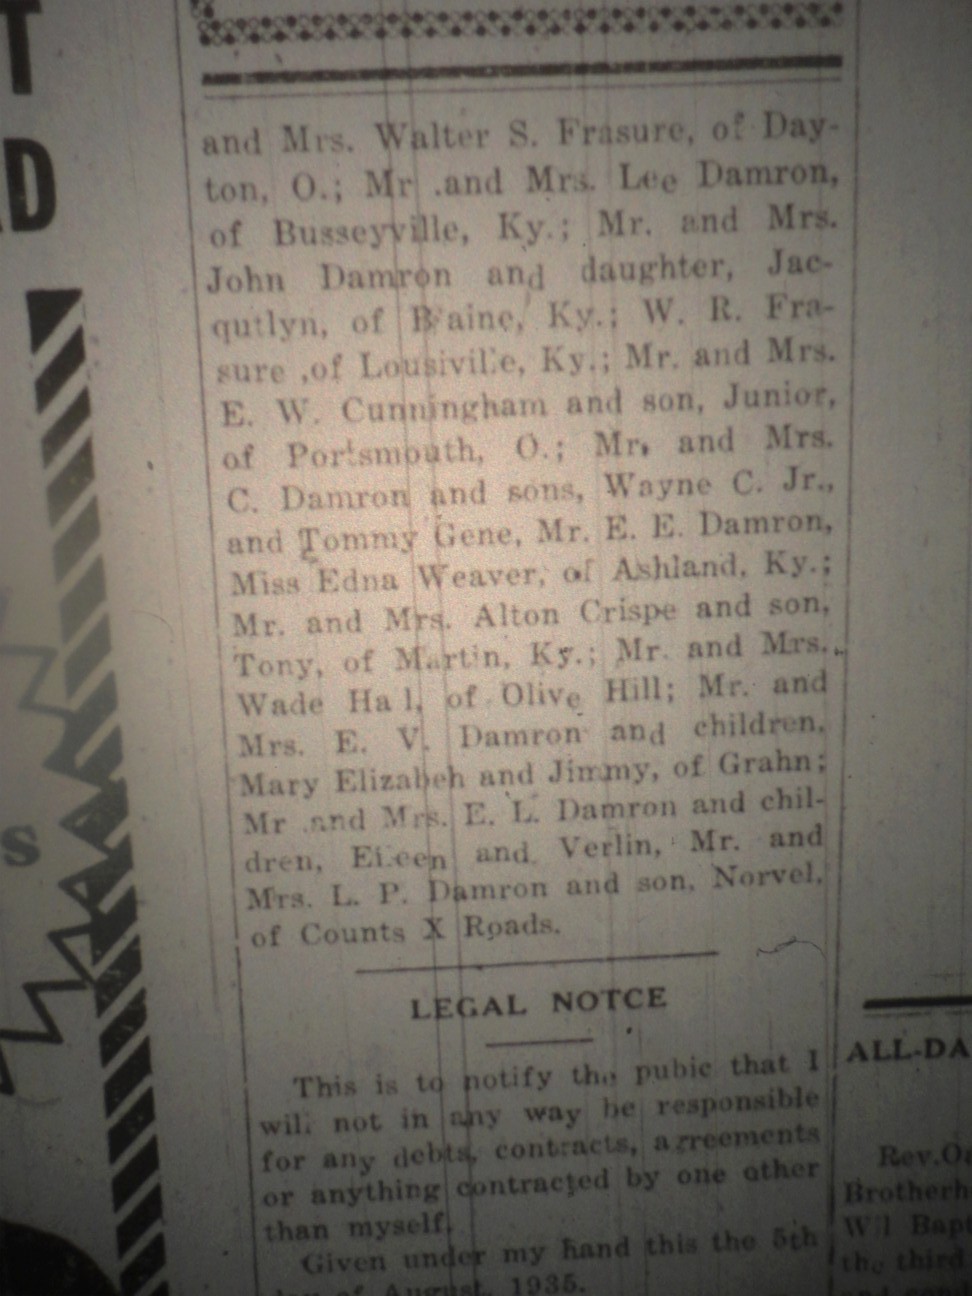 T
D
S
and Mrs. Walter S. Frasure, of Day-
ton, O.; Mr .and Mrs. Lee Damron,
of Busseyville, Ky.; Mr. and Mrs.
John Damron and daughter, Jac-
qutlyn, of Blaine, Ky.; W. R. Fra-
sure ,of Lousiville, Ky.; Mr. and Mrs.
E. W. Cunningham and son, Junior,
of Portsmouth, O.; Mr. and Mrs.
C. Damron and sons, Wayne C. Jr.,
and Tommy Gene, Mr. E. E. Damron,
Miss Edna Weaver, of Ashland, Ky.;
Mr. and Mrs. Alton Crispe and son,
Tony, of Martin, Ky.; Mr. and Mrs.
Wade Hall, of Olive Hill; Mr. and
Mrs. E. V. Damron and children,
Mary Elizabeh and Jimmy, of Grahn;
Mr .and Mrs. E. L. Damron and chil-
dren, Eileen and Verlin, Mr. and
Mrs. L. P. Damron and son, Norvel,
of Counts X Roads.
LEGAL NOTCE
This is to notify the pubic that I
will not in any way be responsible
for any debts, contracts, agreements
or anything contracted by one other
than myself.
Given under my hand this the 5th
of August, 1935.
ALL-DA
Rev.Oa
Brotherh
Wil Bap
the third